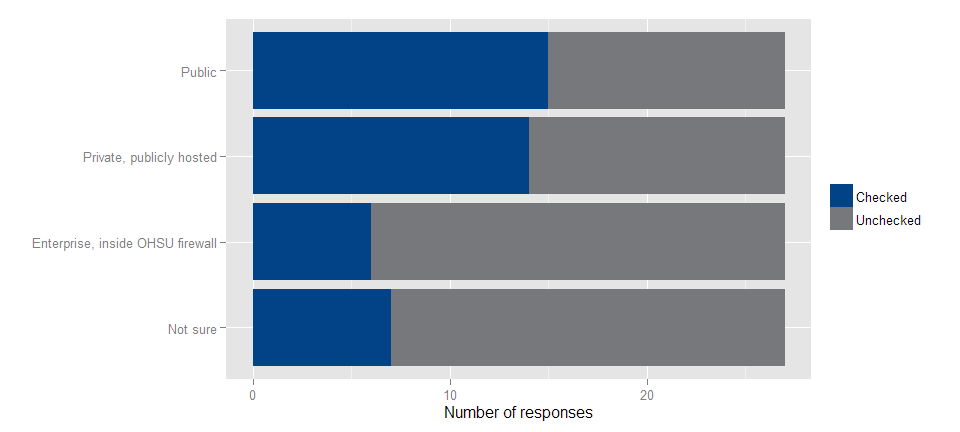 Public
Private, publicly hosted
Enterprise, inside OHSU firewall
Not sure
0
10
20
Number of responses
Checked
Unchecked